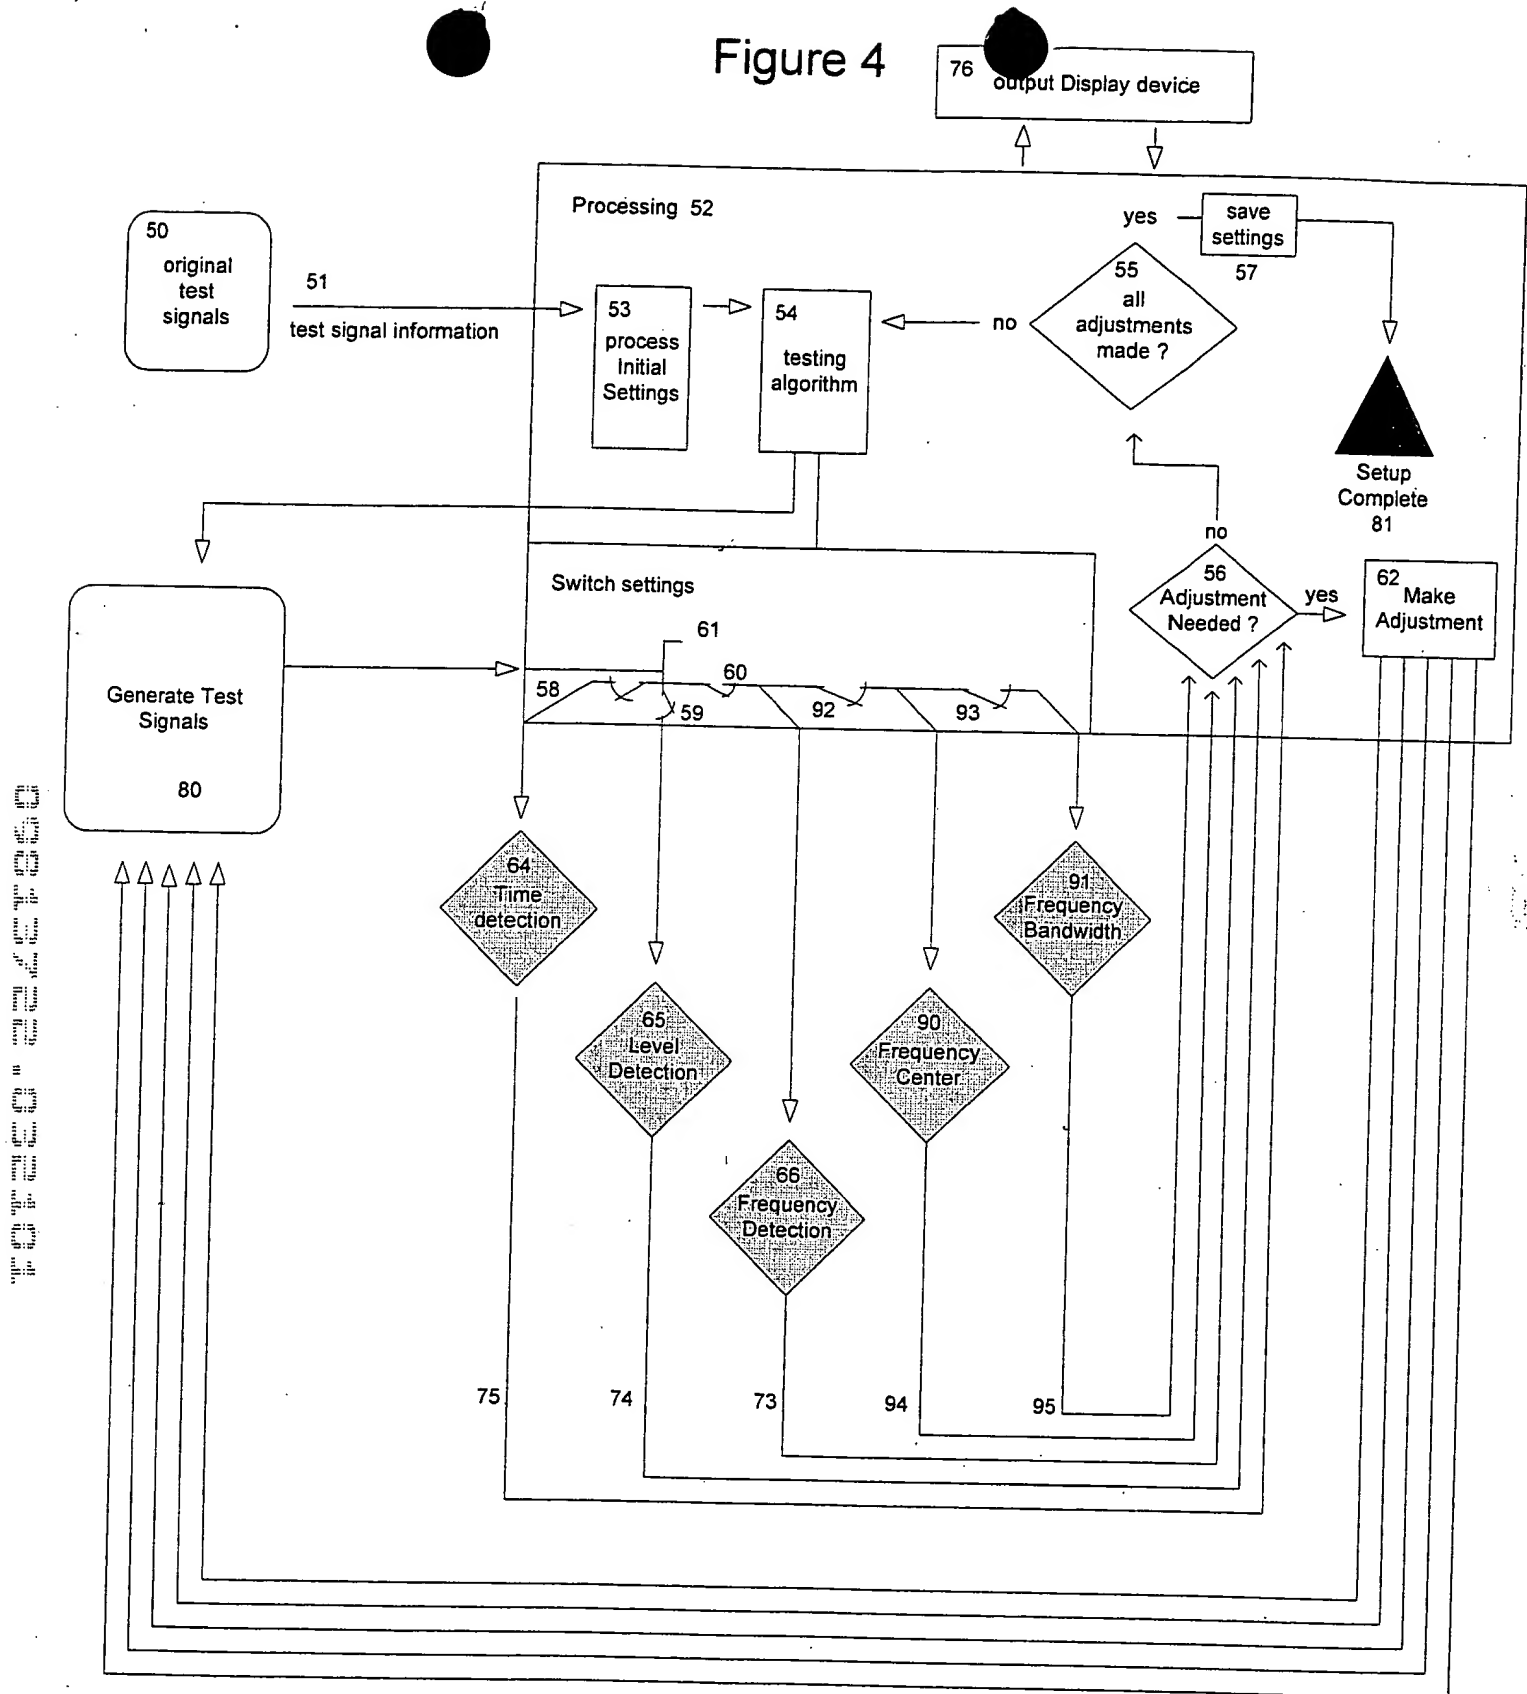 Figure 4
76
output Display device
Processing 52
yes
save
settings
57
50
original
test
signals
51
test signal information
53
process
Initial
Settings
54
testing
algorithm
no
55
all
adjustments
made ?
Setup
Complete
81
no
56
Adjustment
Needed ?
yes
62
Make
Adjustment
Switch settings
61
58
60
59
92
93
Generate Test
Signals
80
64
Time
detection
91
Frequency
Bandwidth
65
Level
Detection
90
Frequency
Center
66
Frequency
Detection
75
74
73
94
95
09813722.032101